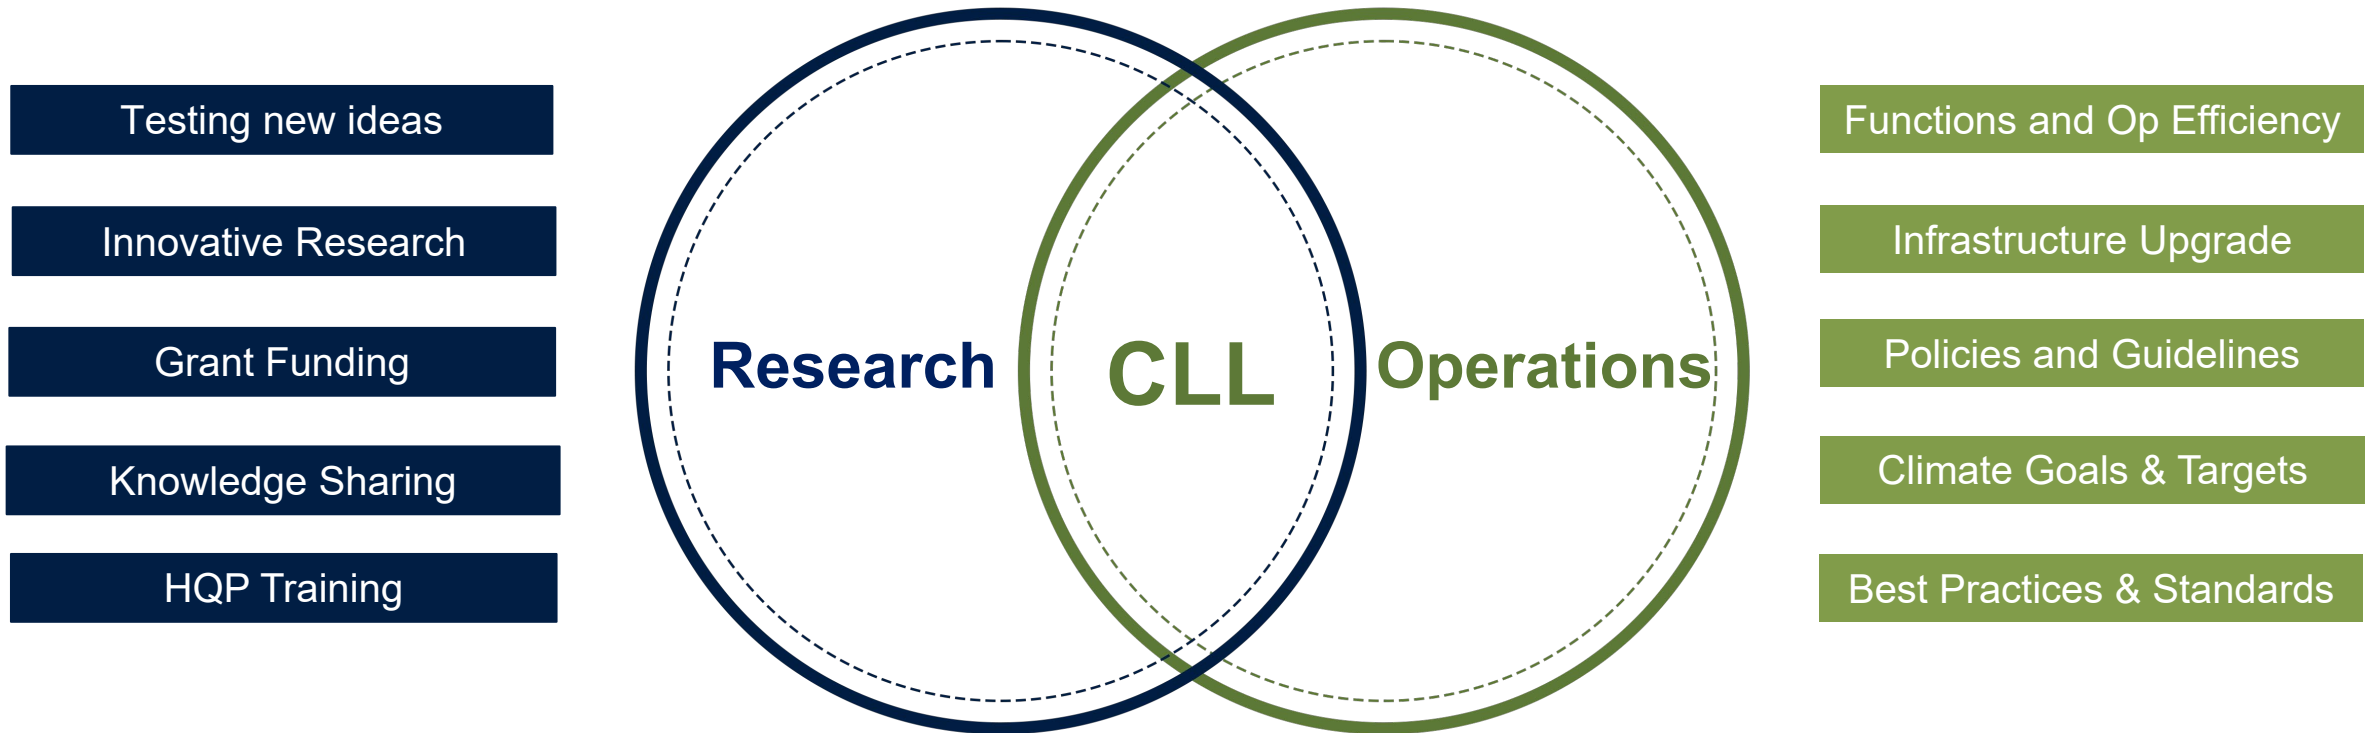 Testing new ideas
Innovative Research
Grant Funding
Knowledge Sharing
HQP Training
Research
CLL
Operations
Functions and Op Efficiency
Infrastructure Upgrade
Policies and Guidelines
Climate Goals & Targets
Best Practices & Standards